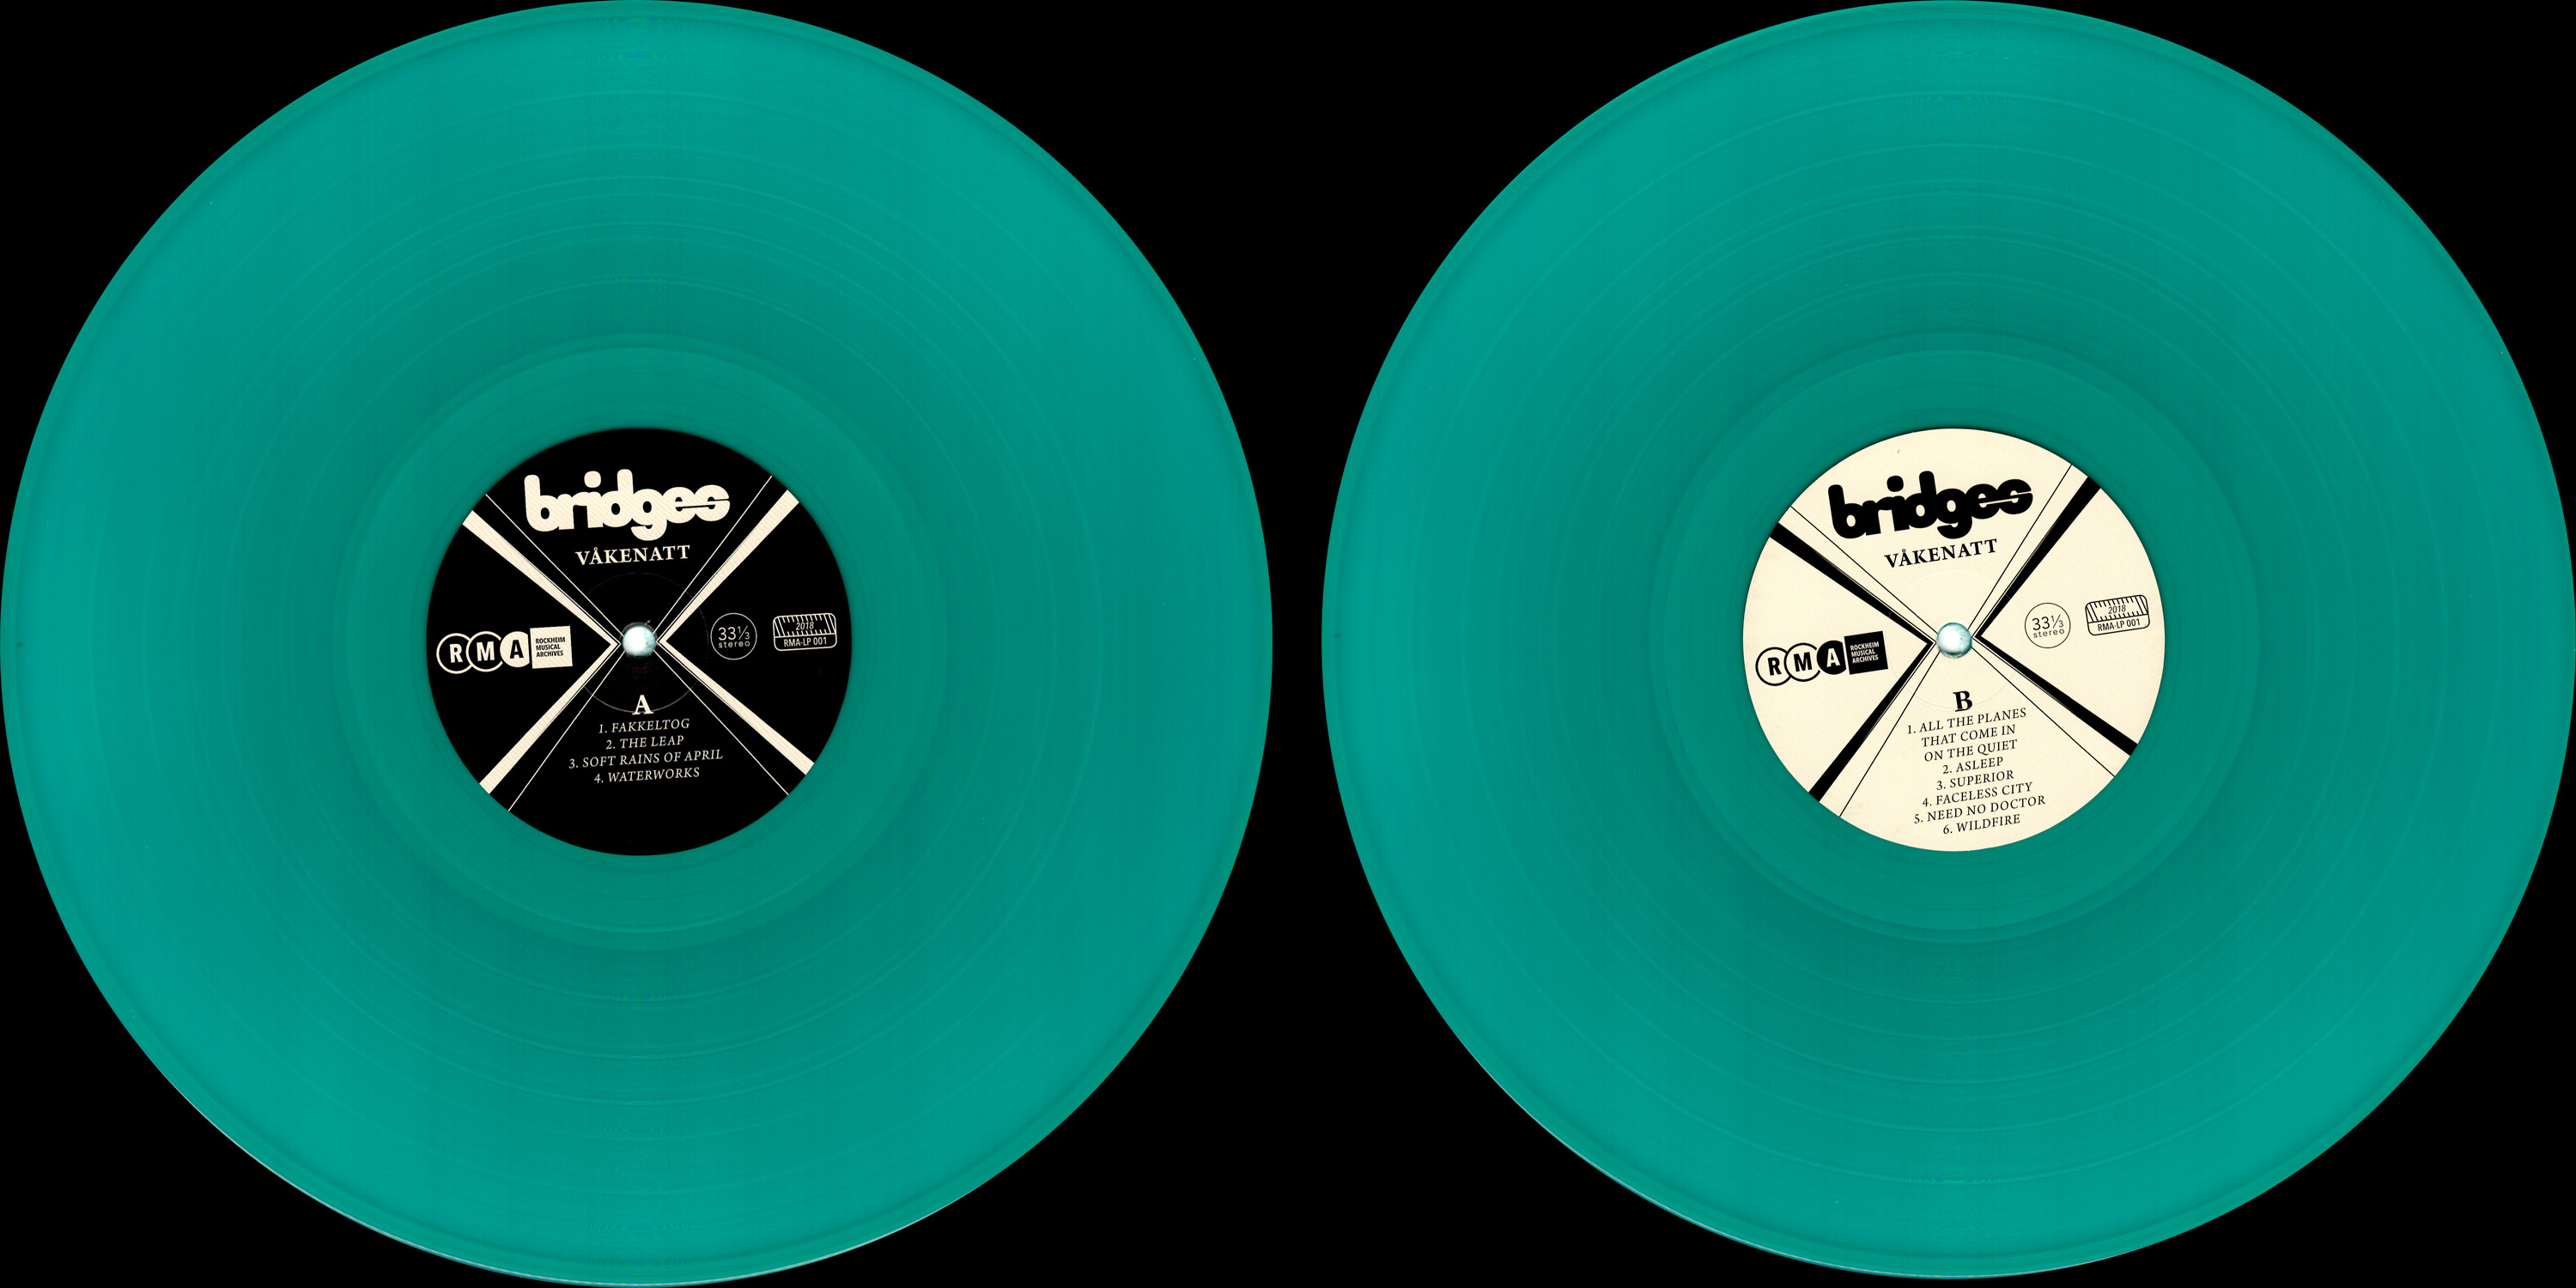 bridges
VÅKENATT
RMA
ROCKHEIM
MUSICAL
ARCHIVES
33⅓
stereo
2018
RMA-LP 001
A
1. FAKKELTOG
2. THE LEAP
3. SOFT RAINS OF APRIL
4. WATERWORKS
bridges
VÅKENATT
RMA
ROCKHEIM
MUSICAL
ARCHIVES
33⅓
stereo
2018
RMA-LP 001
B
1. ALL THE PLANES
THAT COME IN
ON THE QUIET
2. ASLEEP
3. SUPERIOR
4. FACELESS CITY
5. NEED NO DOCTOR
6. WILDFIRE